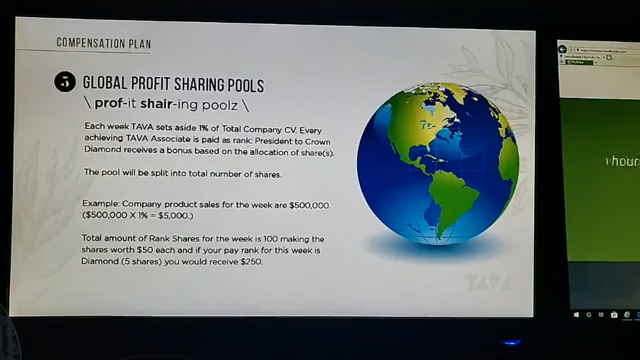 COMPENSATION PLAN
5 GLOBAL PROFIT SHARING POOLS
\ prof-it shair-ing poolz \
Each week TAVA sets aside 1% of Total Company CV. Every
achieving TAVA Associate is paid as rank: President to Crown
Diamond receives a bonus based on the allocation of share(s).
The pool will be split into total number of shares.
Example: Company product sales for the week are $500,000.
($500,000 X 1% = $5,000.)
Total amount of Rank Shares for the week is 100 making the
shares worth $50 each and if your pay rank for this week is
Diamond (5 shares) you would receive $250.
TAVA
hour